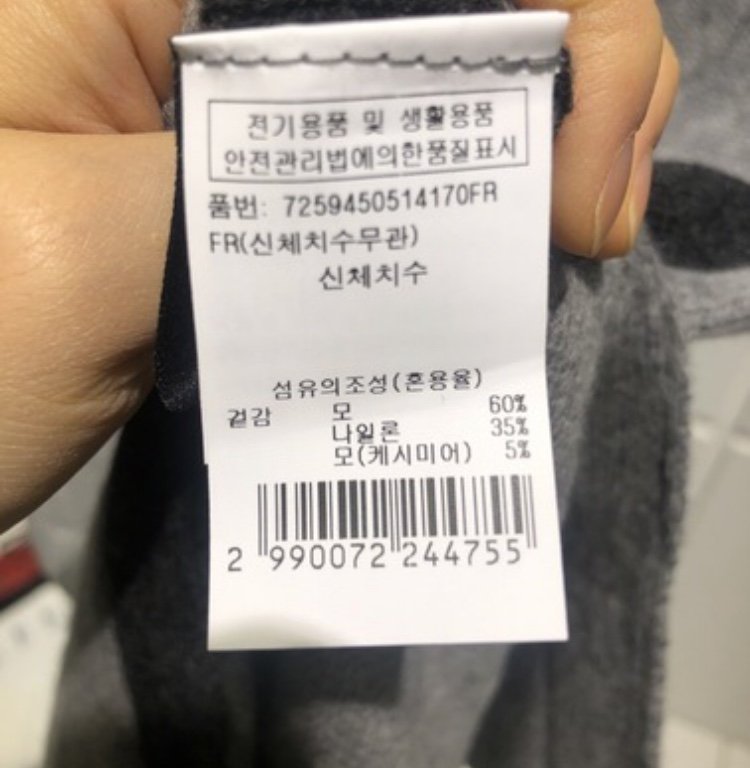 전기용품 및 생활용품
안전관리법에의한품질표시
품번: 7259450514170FR
FR(신체치수무관)
신체치수
섬유의조성(혼용율)
겉감 모 60%
나일론 35%
모(케시미어) 5%
2 990072 244755